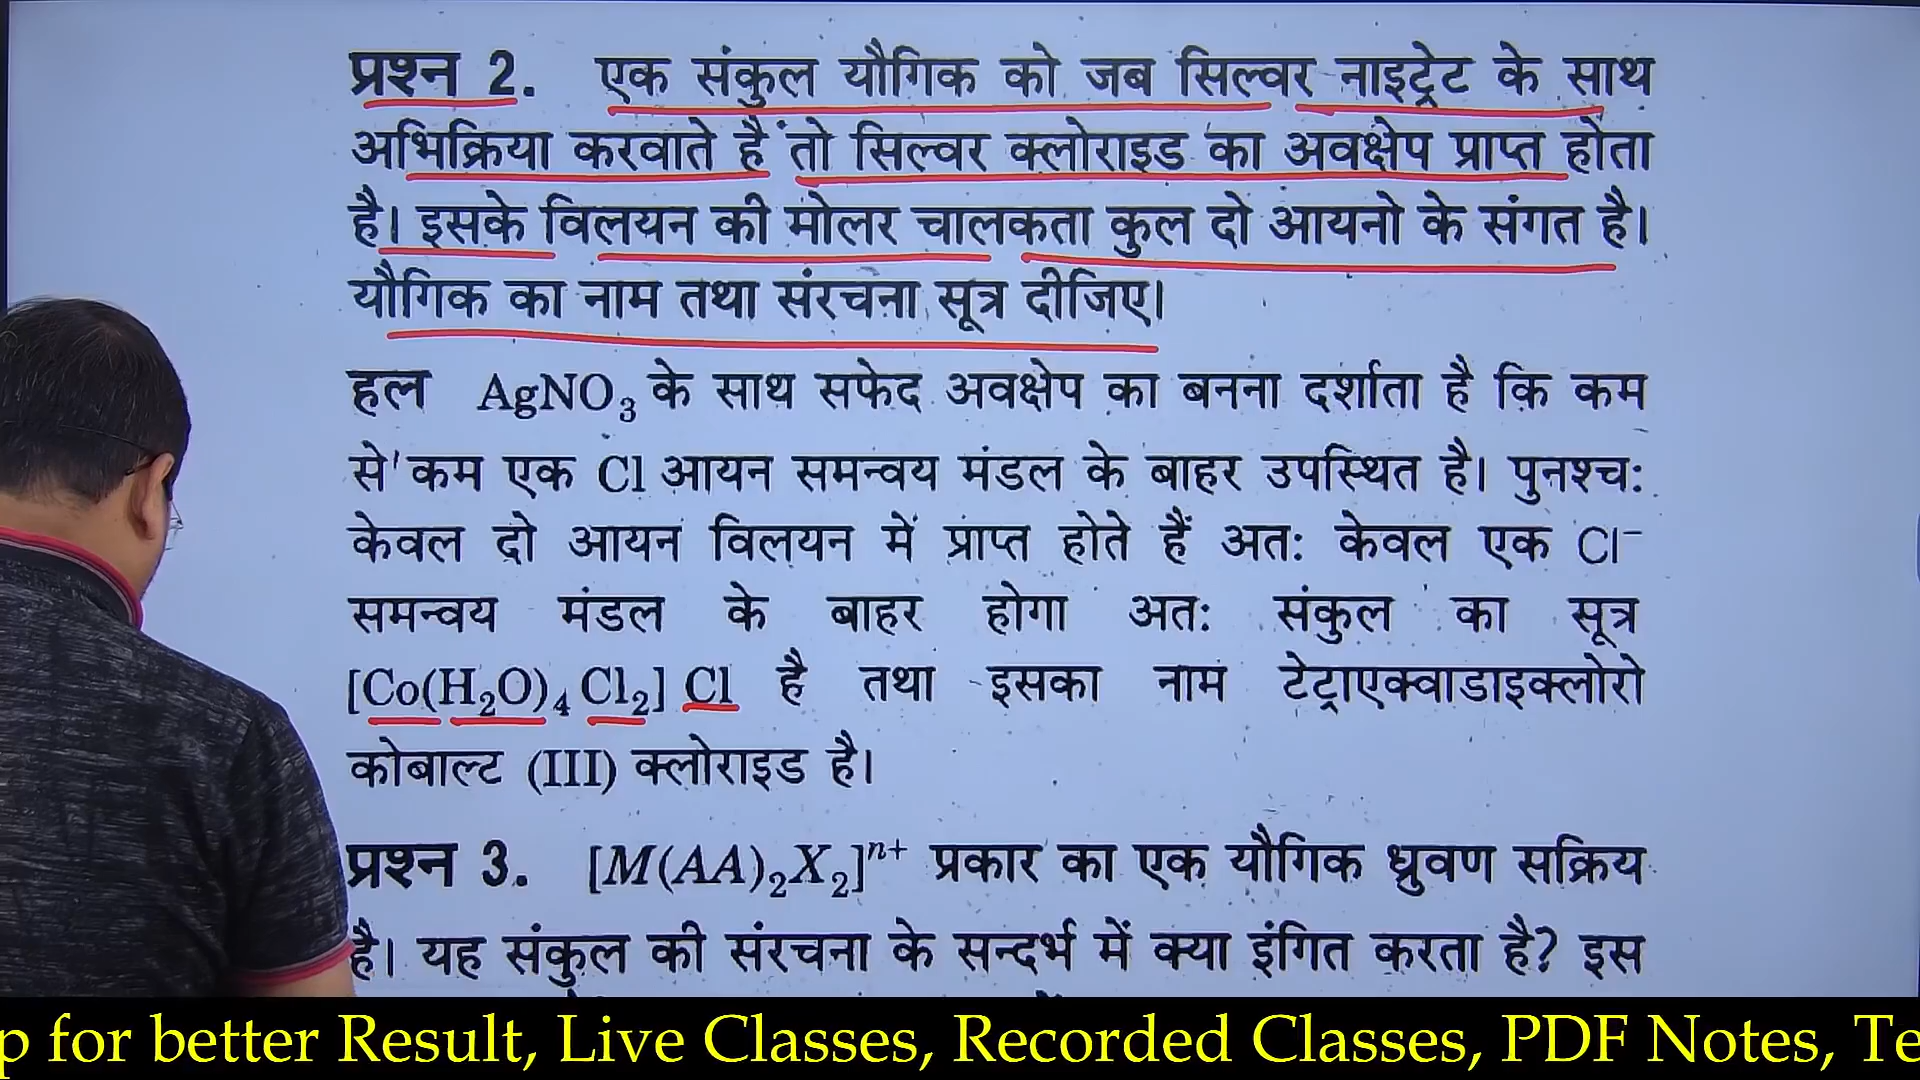 प्रश्न 2. एक संकुल यौगिक को जब सिल्वर नाइट्रेट के साथ
अभिक्रिया करवाते है तो सिल्वर क्लोराइड का अवक्षेप प्राप्त होता
है। इसके विलयन की मोलर चालकता कुल दो आयनो के संगत है।
यौगिक का नाम तथा संरचना सूत्र दीजिए।
हल AgNO₃ के साथ सफेद अवक्षेप का बनना दर्शाता है कि कम
से कम एक Cl आयन समन्वय मंडल के बाहर उपस्थित है। पुनश्च:
केवल दो आयन विलयन में प्राप्त होते हैं अत: केवल एक Cl⁻
समन्वय मंडल के बाहर होगा अत: संकुल का सूत्र
[Co(H₂O)₄ Cl₂] Cl है तथा इसका नाम टेट्राएक्वाडाइक्लोरो
कोबाल्ट (III) क्लोराइड है।
प्रश्न 3. [M(AA)₂X₂]ⁿ⁺ प्रकार का एक यौगिक ध्रुवण सक्रिय
है। यह संकुल की संरचना के सन्दर्भ में क्या इंगित करता है? इस
p for better Result, Live Classes, Recorded Classes, PDF Notes, Te